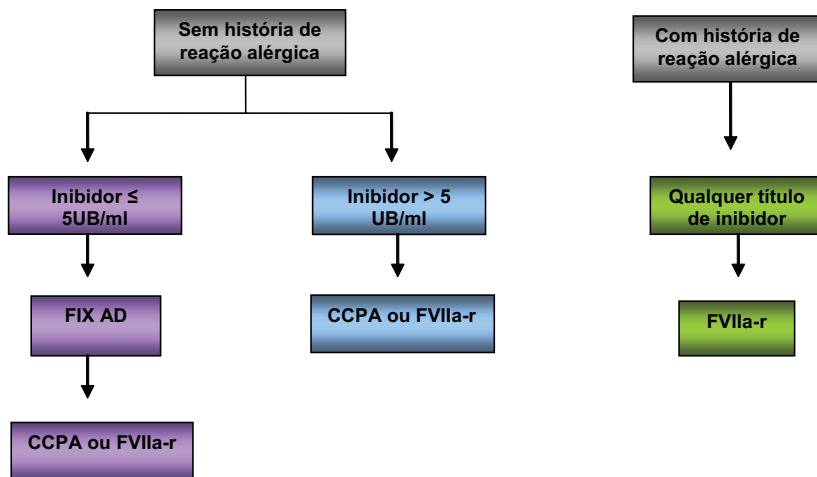 Sem história de
reação alérgica
Com história de
reação alérgica
Inibidor ≤
5UB/ml
Inibidor > 5
UB/ml
Qualquer título
de inibidor
FIX AD
CCPA ou FVIIa-r
FVIIa-r
CCPA ou FVIIa-r